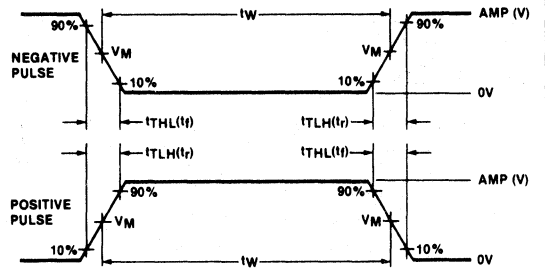 90%
tW
90%
AMP (V)
NEGATIVE
PULSE
VM
VM
10%
10%
0V
tTHL(tf)
tTLH(tr)
tTLH(tr)
tTHL(tf)
90%
90%
AMP (V)
POSITIVE
PULSE
VM
VM
10%
tW
10%
0V